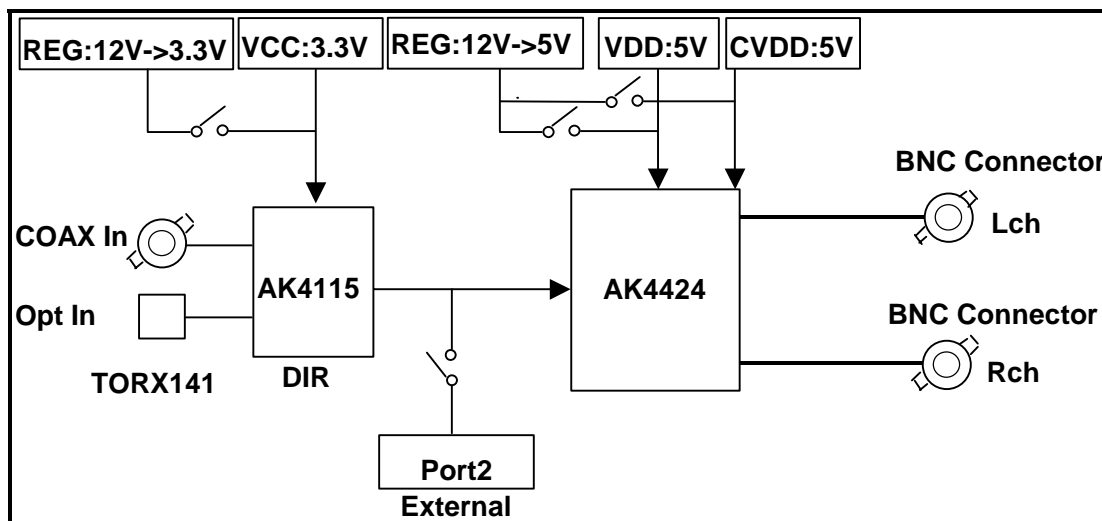 REG:12V->3.3V
VCC:3.3V
REG:12V->5V
VDD:5V
CVDD:5V
BNC Connector
COAX In
Lch
AK4115
AK4424
Opt In
BNC Connector
TORX141
DIR
Rch
Port2
External